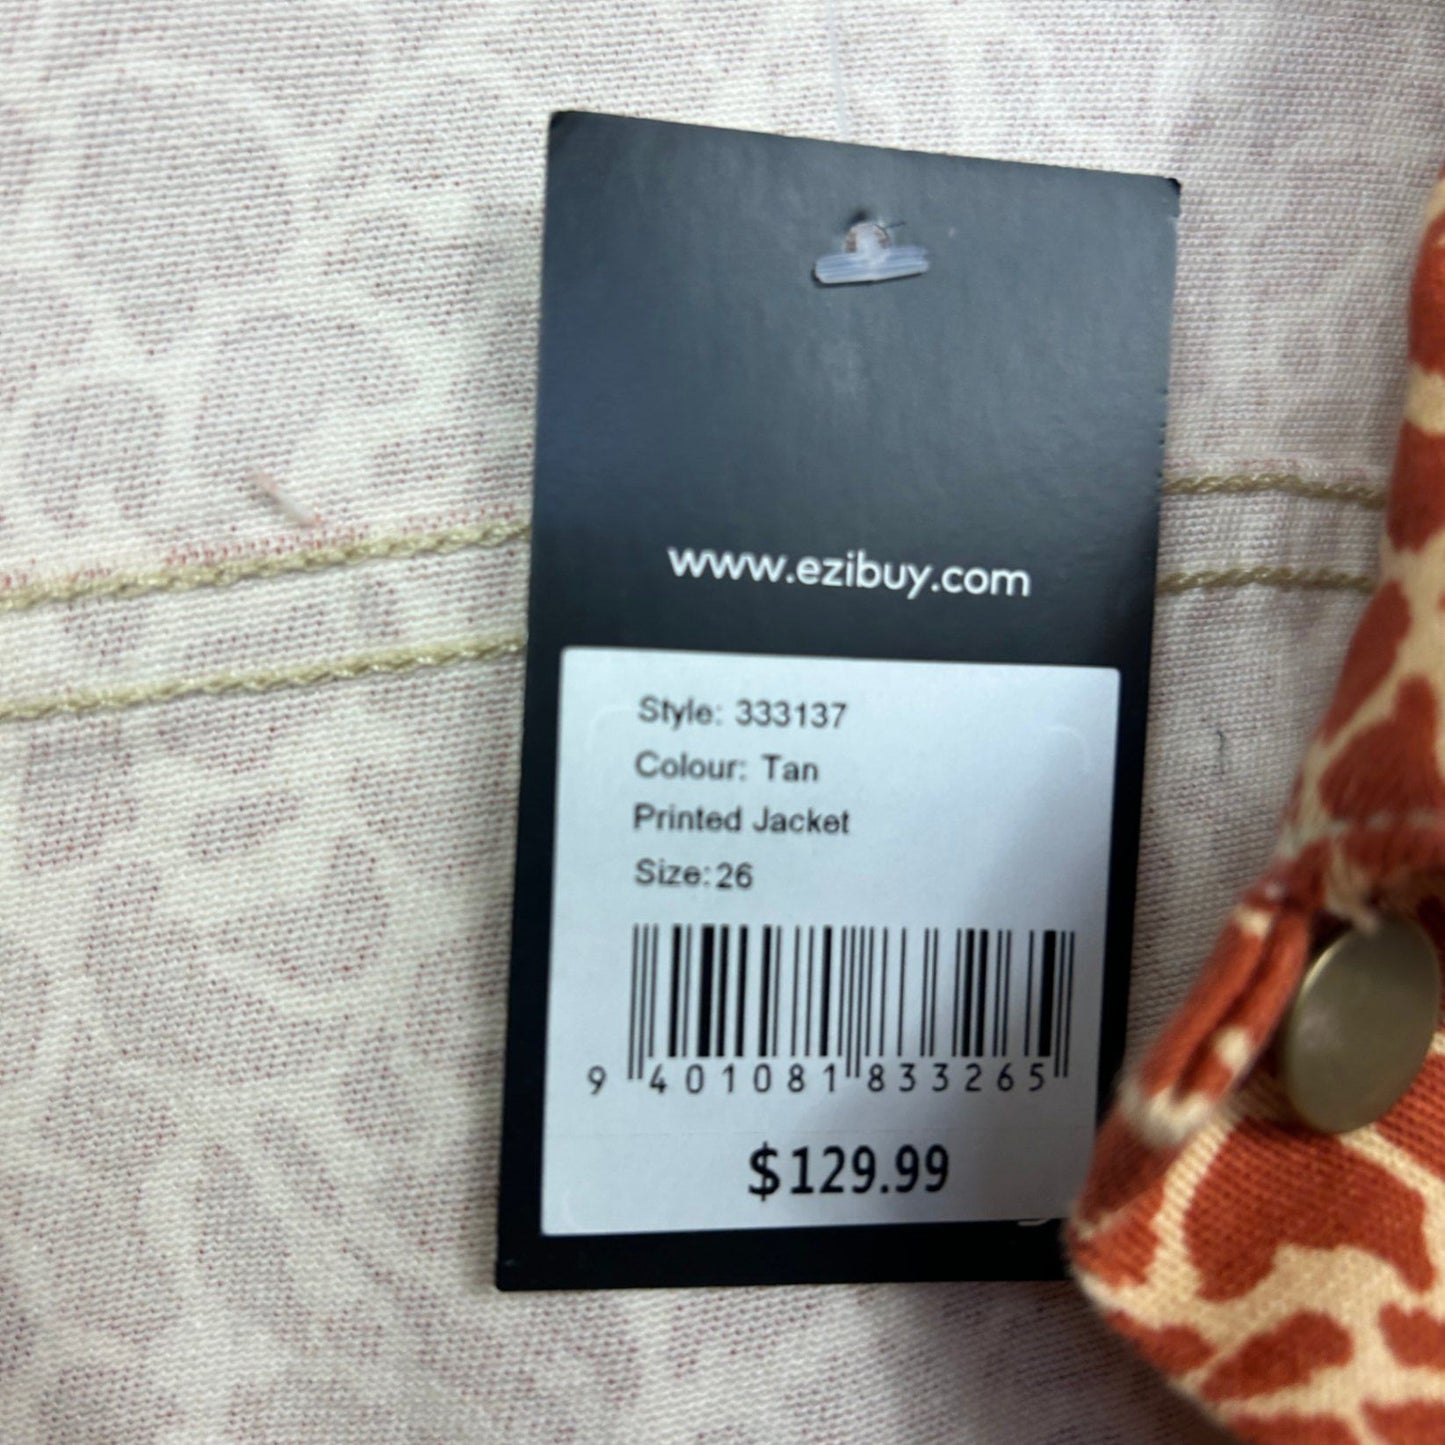 www.ezibuy.com
Style: 333137
Colour: Tan
Printed Jacket
Size: 26
9 401081 833265
$129.99